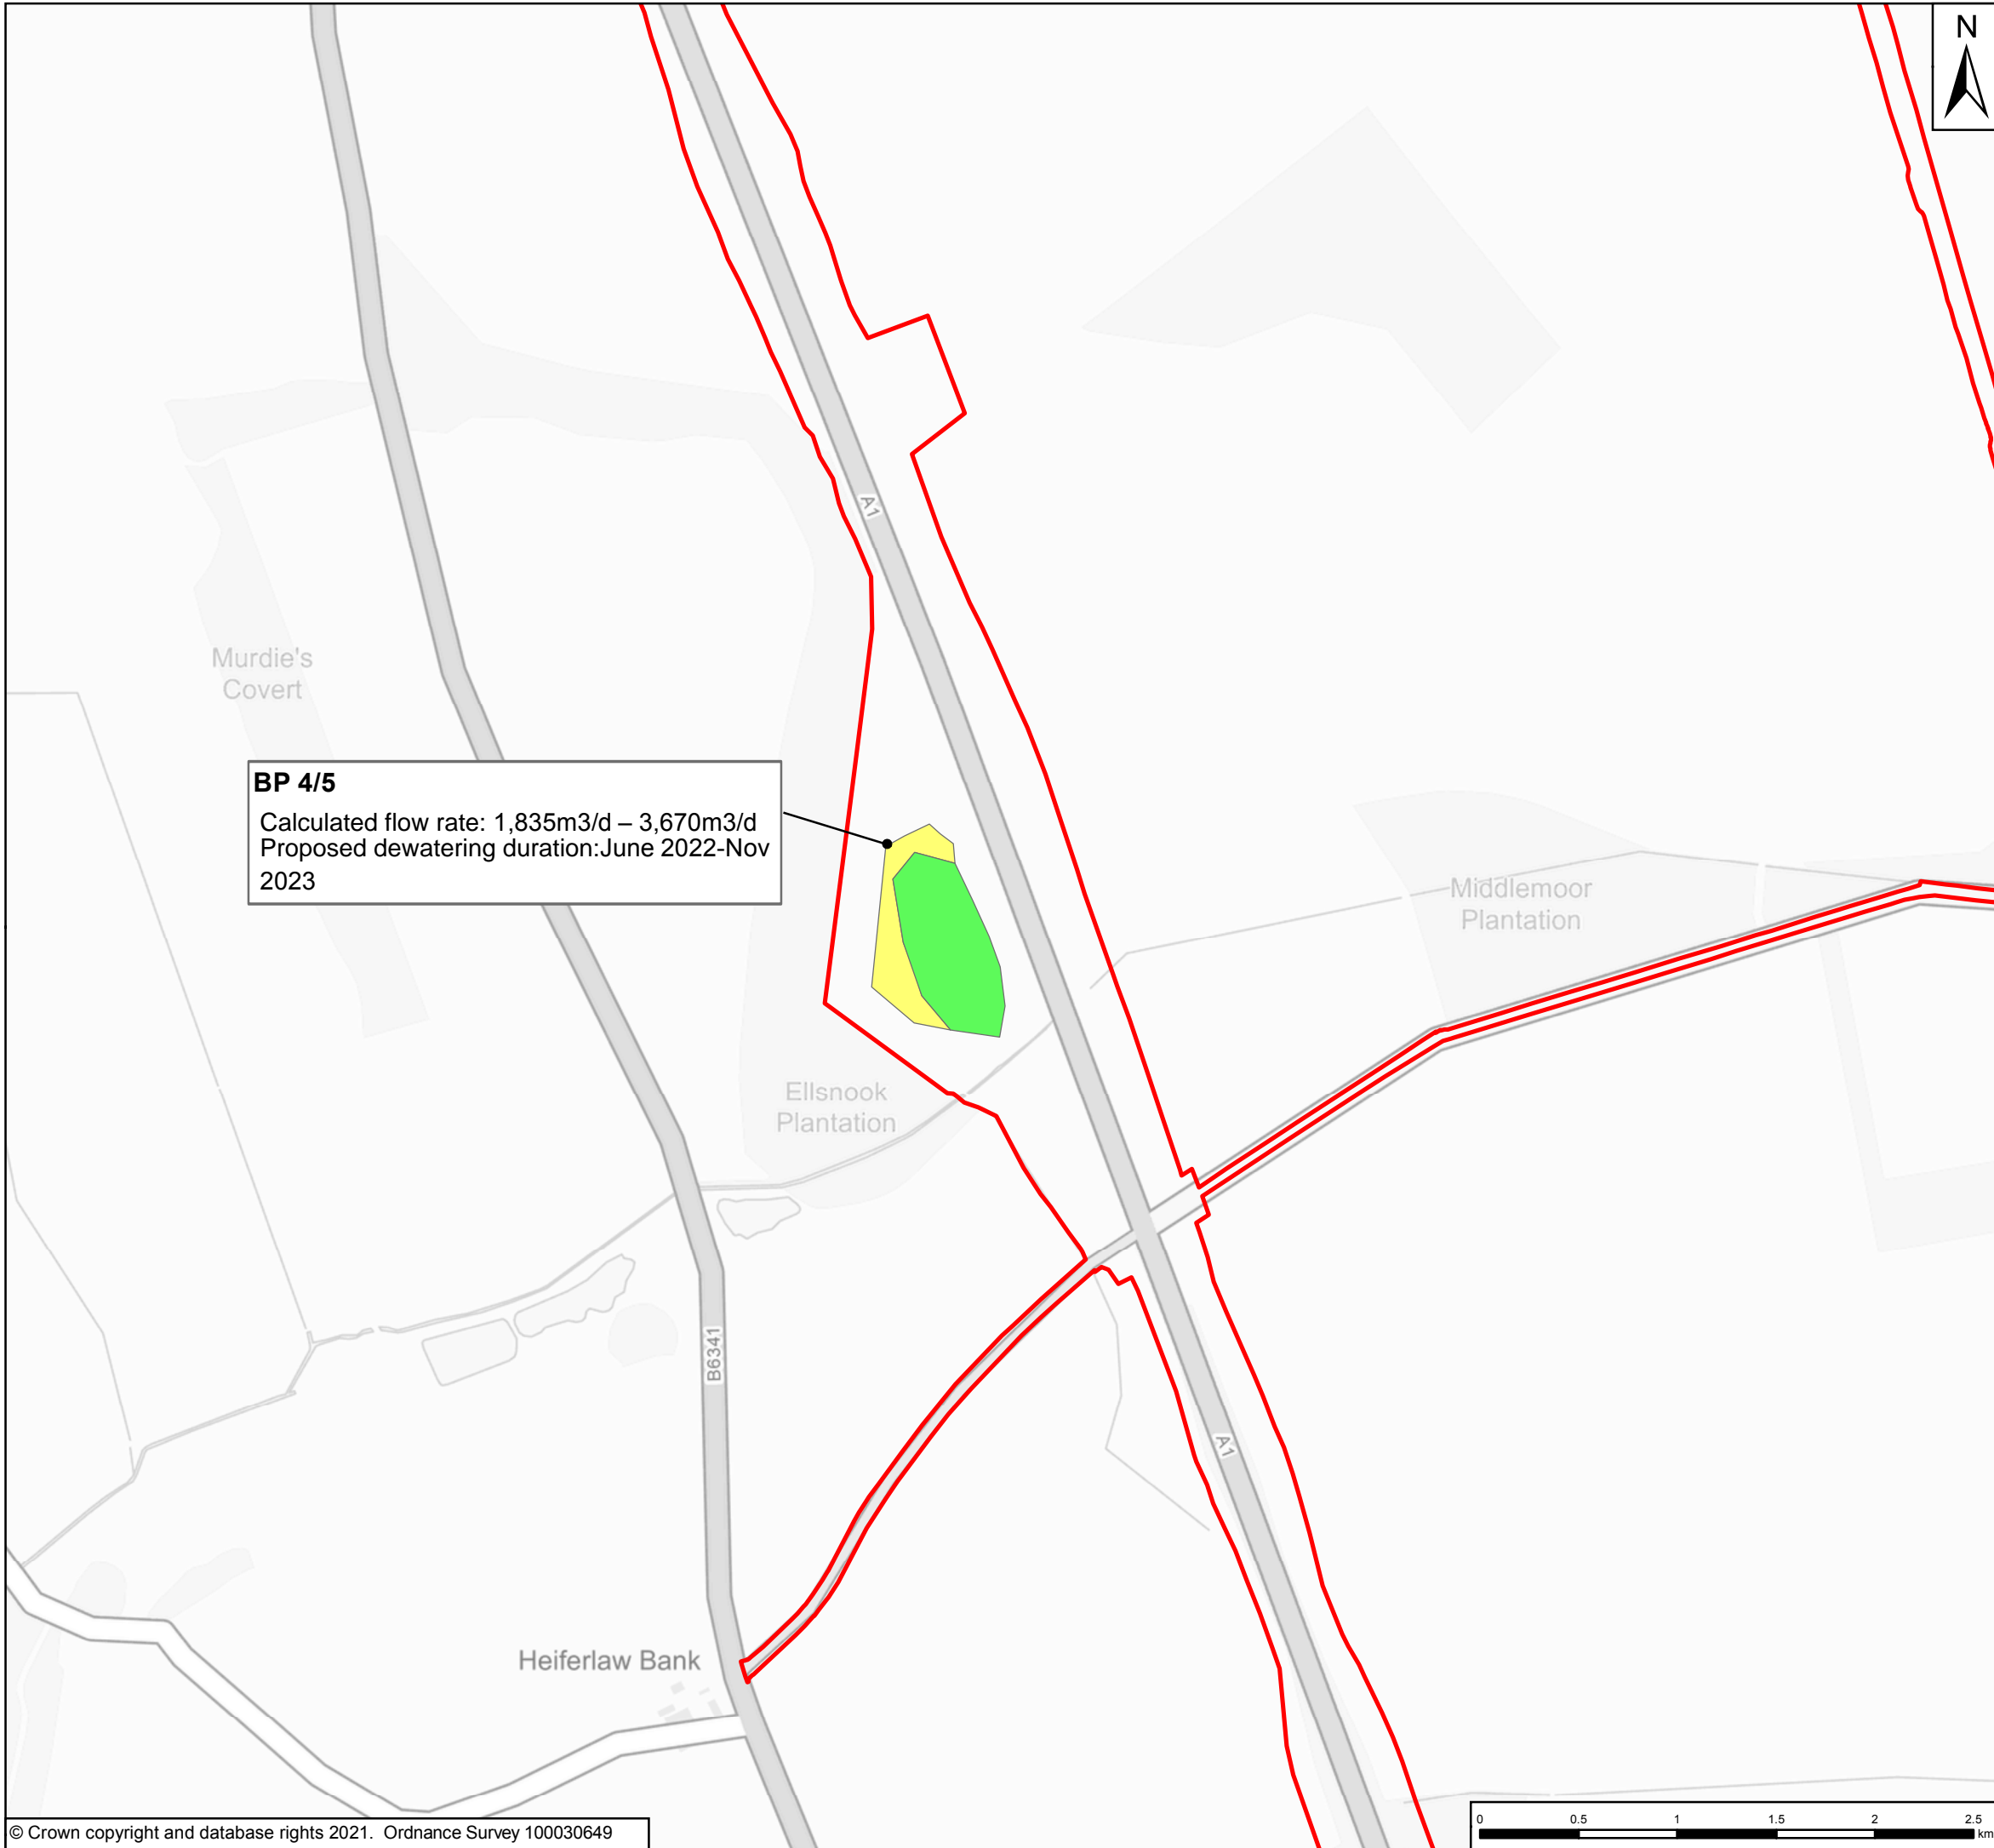 N
A1
Murdie's
Covert
BP 4/5
Calculated flow rate: 1,835m3/d – 3,670m3/d
Proposed dewatering duration:June 2022-Nov
2023
Middlemoor
Plantation
Ellsnook
Plantation
B6341
A1
Heiferlaw Bank
© Crown copyright and database rights 2021. Ordnance Survey 100030649
0 0.5 1 1.5 2 2.5
km